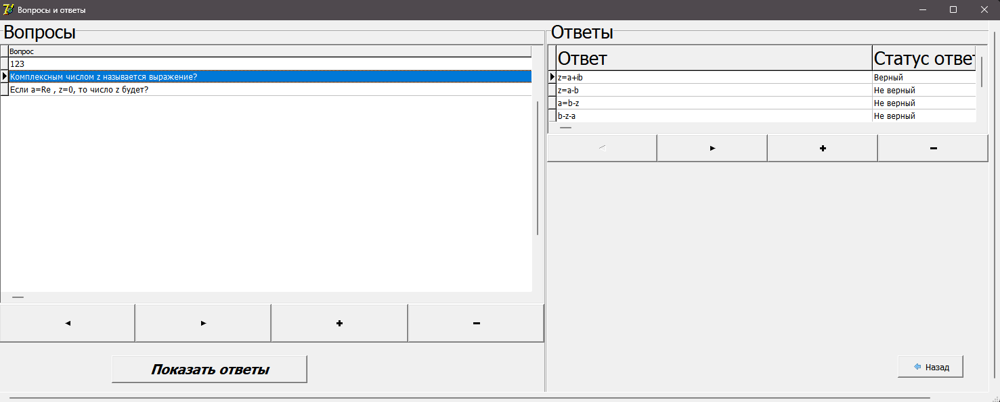 Вопросы и ответы
Вопросы
Вопрос
123
Комплексным числом z называется выражение?
Если a=Re , z=0, то число z будет?
Показать ответы
Ответы
Ответ Статус ответ
z=a+ib Верный
z=a-b Не верный
a=b-z Не верный
b-z-a Не верный
Назад